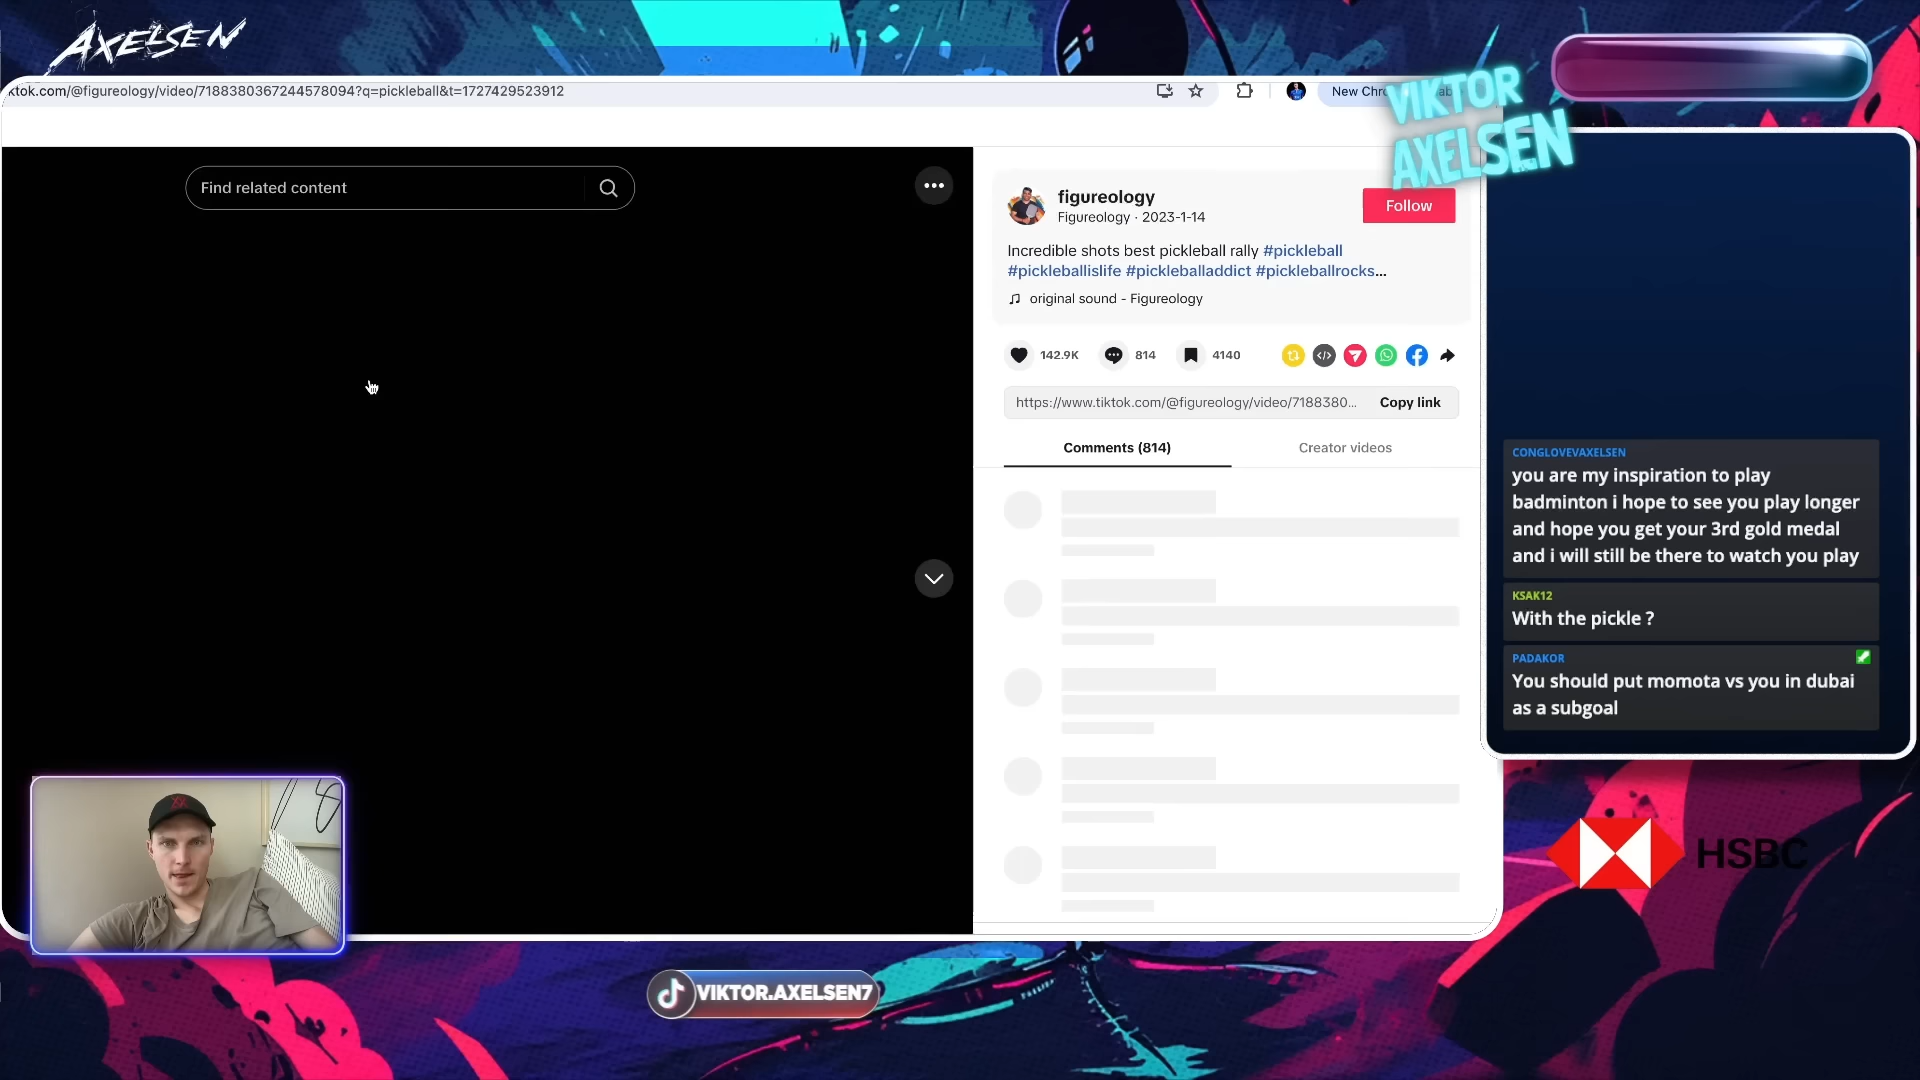 AXELSEN
ktok.com/@figureology/video/7188380367244578094?q=pickleball&t=1727429523912
New Chr
VIKTOR
AXELSEN
Find related content
figureology
Figureology · 2023-1-14
Follow
Incredible shots best pickleball rally #pickleball
#pickleballislife #pickleballaddict #pickleballrocks...
original sound - Figureology
142.9K
814
4140
https://www.tiktok.com/@figureology/video/7188380...
Copy link
Comments (814)
Creator videos
CONGLOVEVAXELSEN
you are my inspiration to play
badminton i hope to see you play longer
and hope you get your 3rd gold medal
and i will still be there to watch you play
KSAK12
With the pickle ?
PADAKOR
You should put momota vs you in dubai
as a subgoal
HSBC
VIKTOR.AXELSEN7